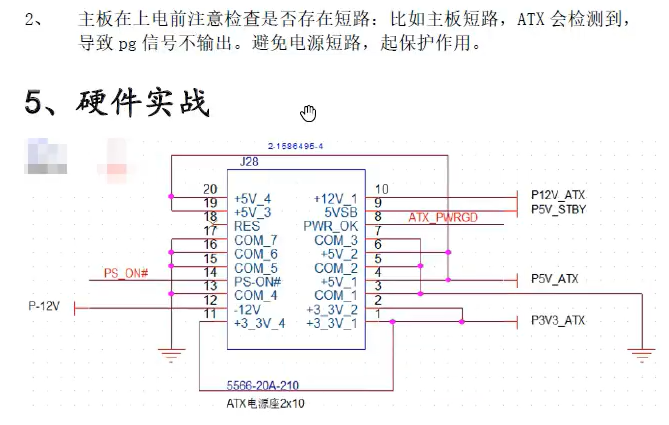 2、 主板在上电前注意检查是否存在短路：比如主板短路，ATX 会检测到，
导致 pg 信号不输出。避免电源短路，起保护作用。
5、硬件实战
2-1586495-4
J28
20 +5V_4 +12V_1 10 P12V_ATX
19 +5V_3 5VSB 9 P5V_STBY
18 RES PWR_OK 8 ATX_PWRGD
17 COM_7 COM_3 7
16 COM_6 +5V_2 6
15 COM_5 COM_2 5
PS_ON# 14 PS-ON# +5V_1 4 P5V_ATX
13 COM_4 COM_1 3
P-12V 12 -12V +3_3V_2 2
11 +3_3V_4 +3_3V_1 1 P3V3_ATX
5566-20A-210
ATX电源座2x10